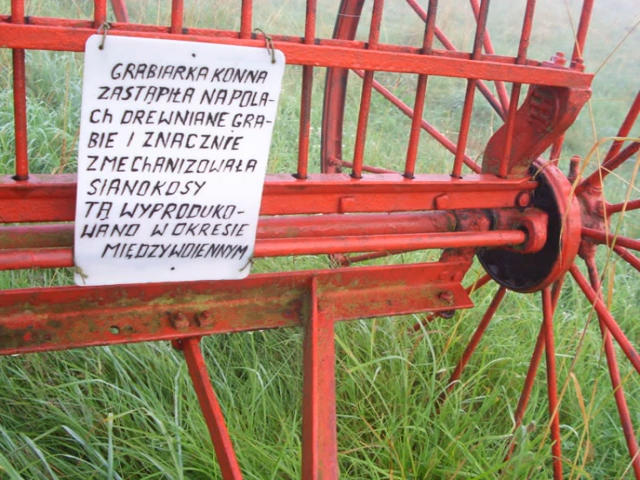 GRABIARKA KONNA
ZASTĄPIŁA NA POLA-
CH DREWNIANE GRA-
BIE I ZNACZNIE
ZMECHANIZOWAŁA
SIANOKOSY
TĄ WYPRODUKO-
WANO W OKRESIE
MIĘDZYWOJENNYM